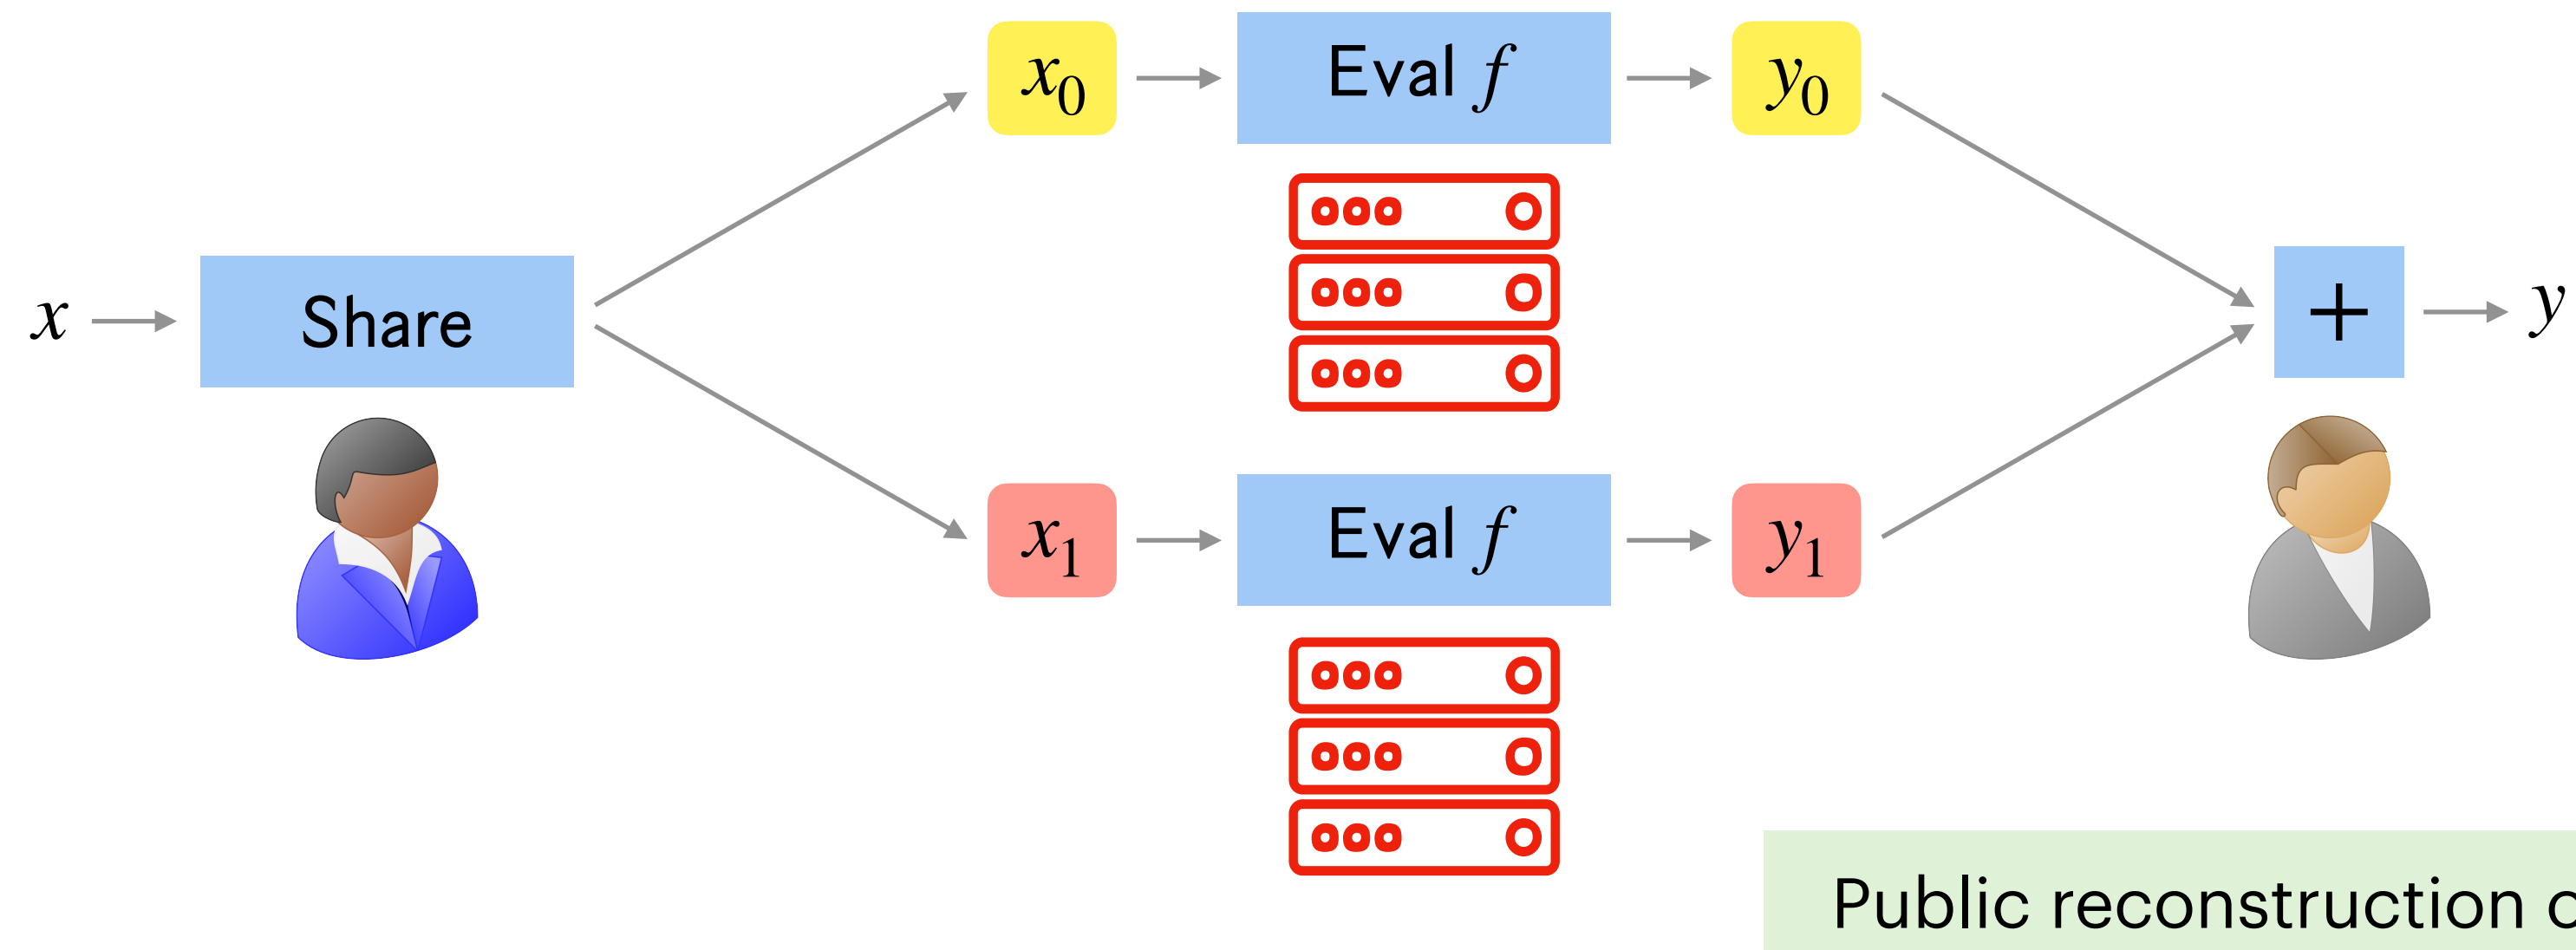 x₀ Eval f y₀
x Share + y
x₁ Eval f y₁
Public reconstruction